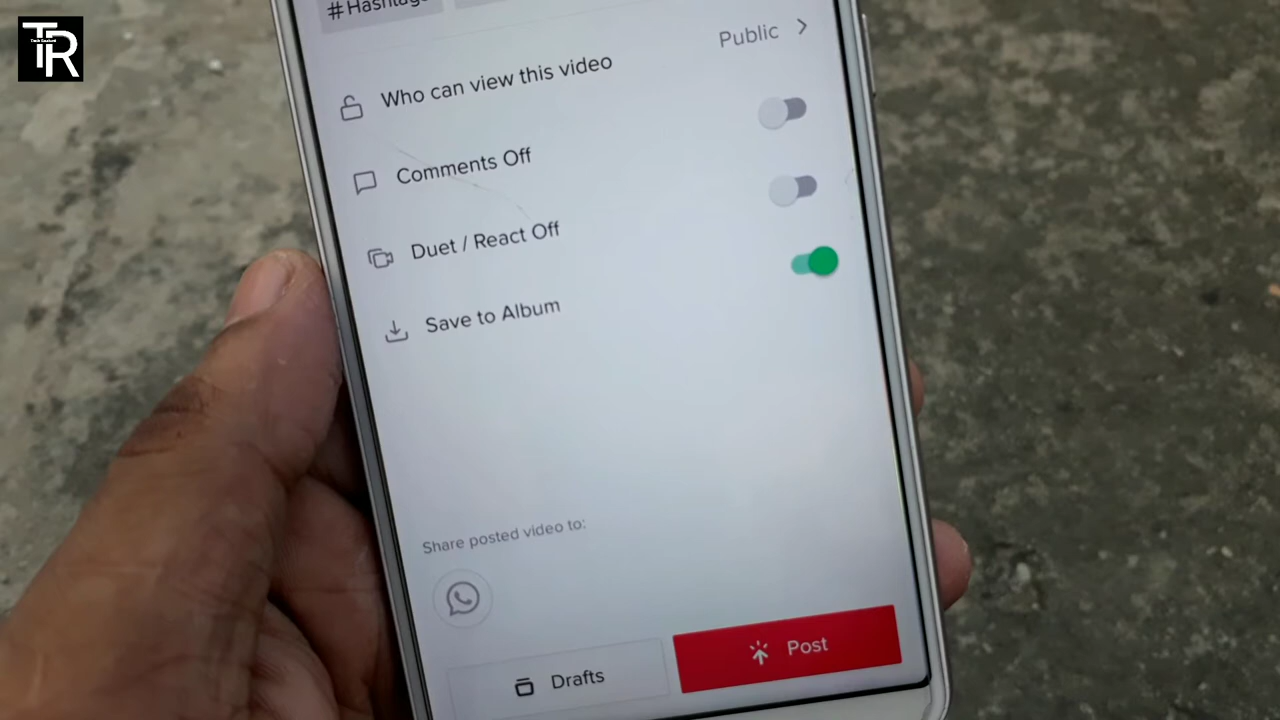 TR
#Hashtags
Public
Who can view this video
Comments Off
Duet / React Off
Save to Album
Share posted video to:
Drafts
Post